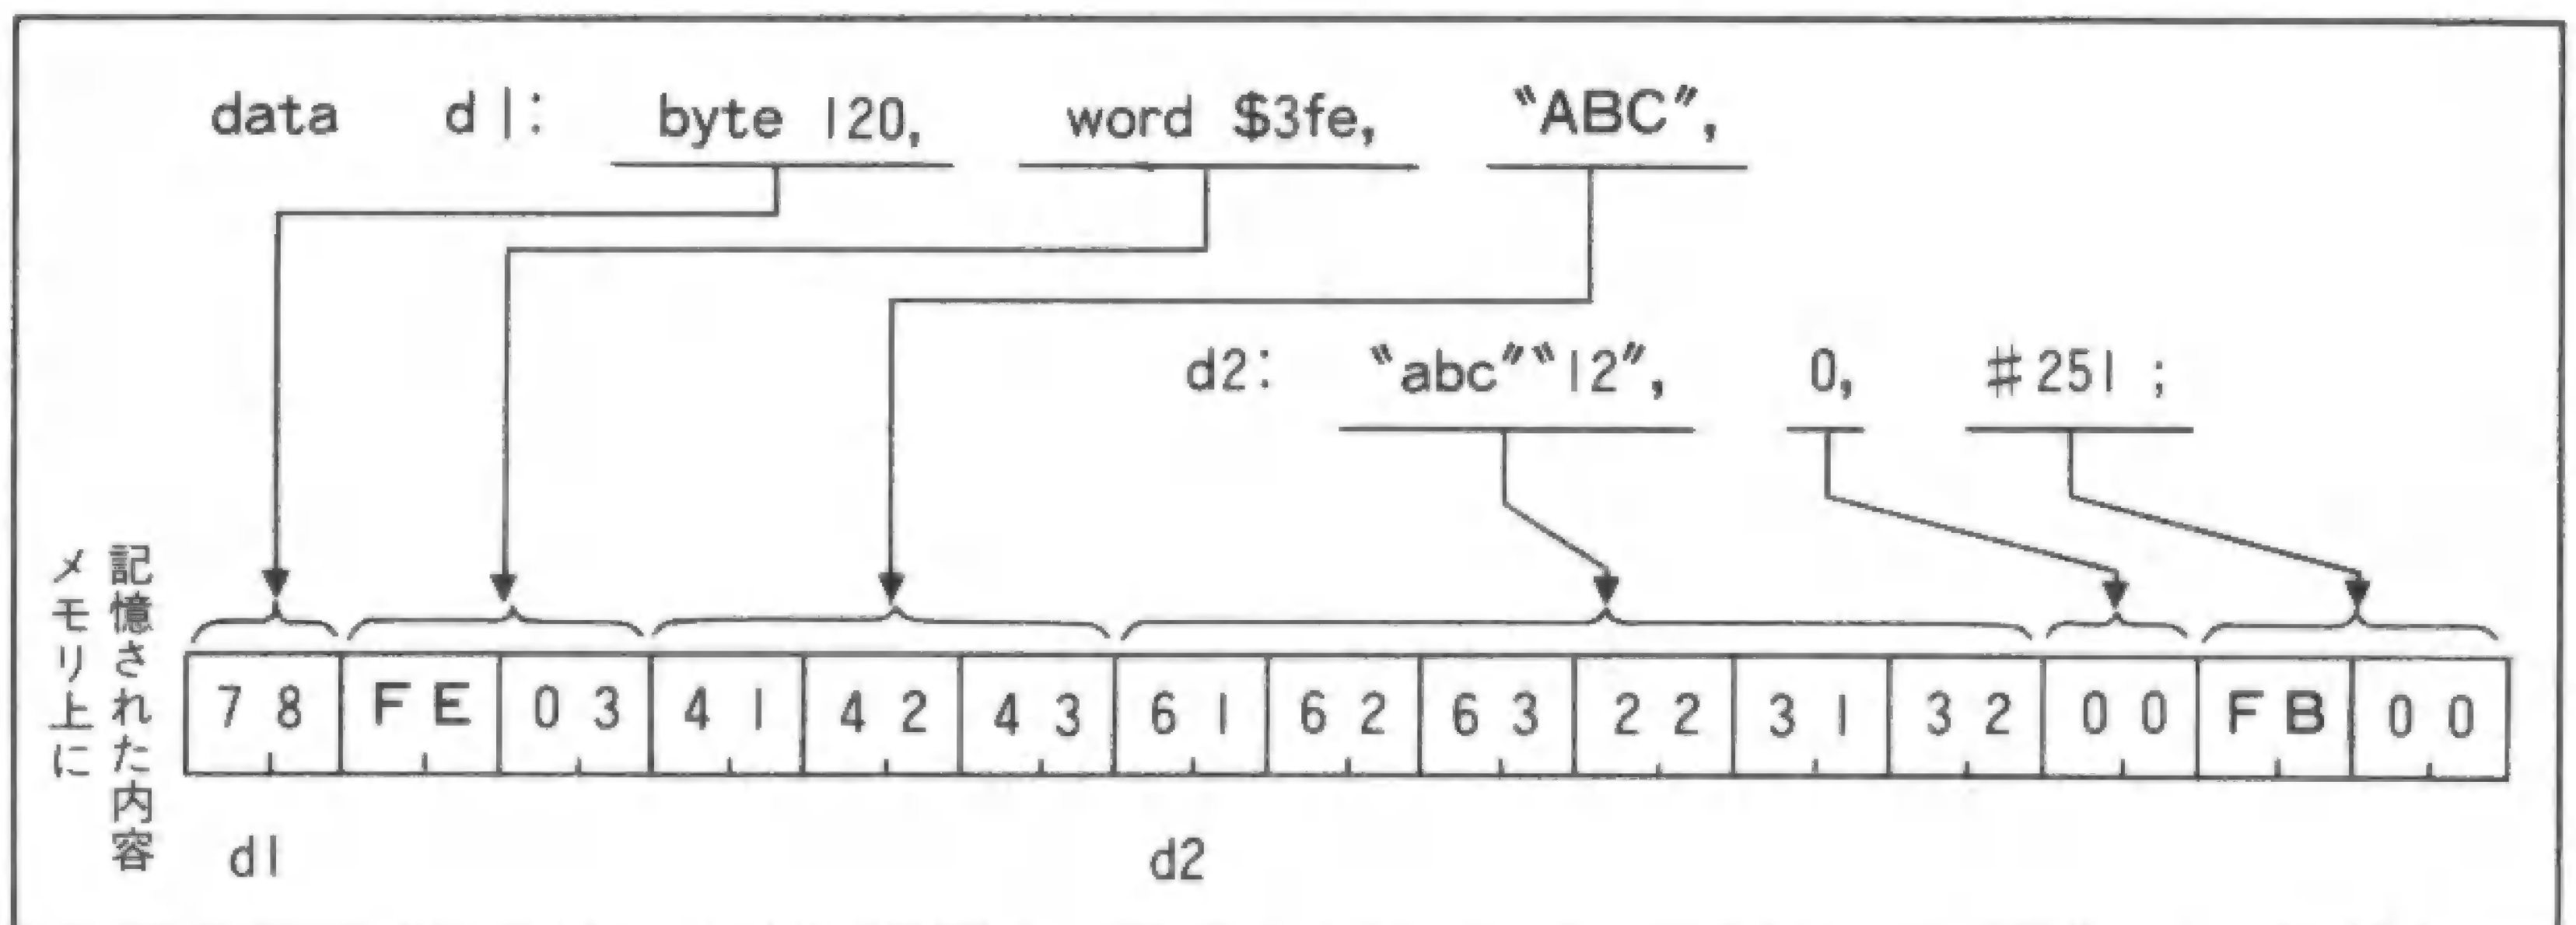 data d1: byte 120, word $3fe, "ABC",
d2: "abc""12", 0, #251 ;
メモリ上に
記憶された内容
78 FE 03 41 42 43 61 62 63 22 31 32 00 FB 00
d1 d2